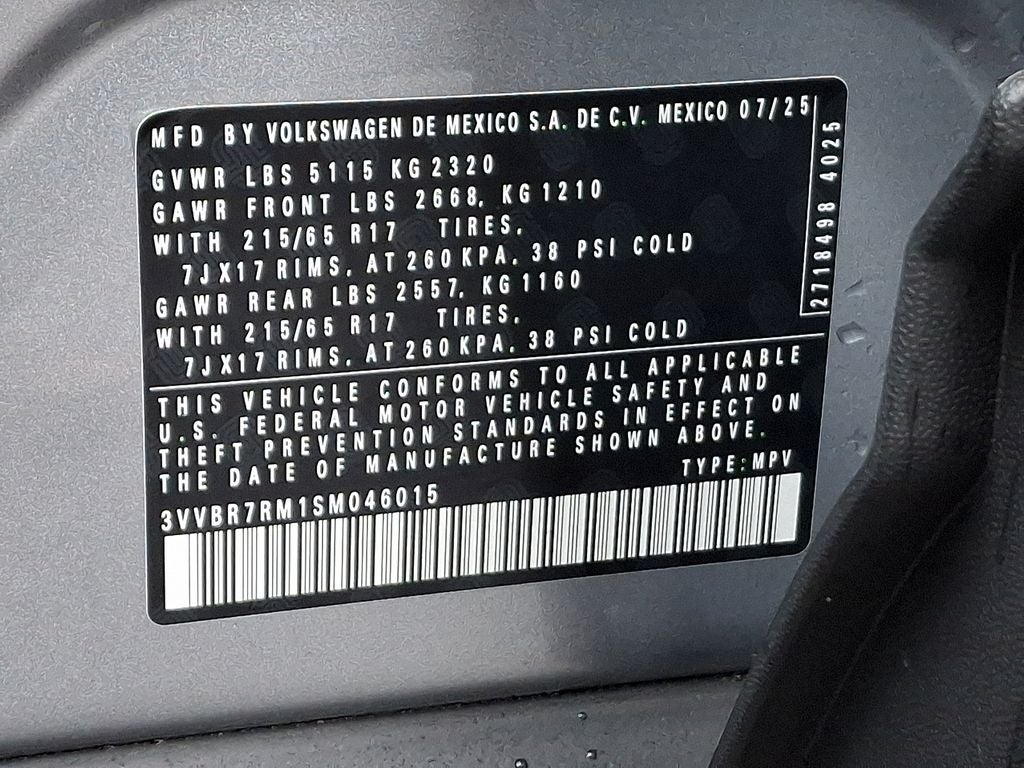 MFD BY VOLKSWAGEN DE MEXICO S.A. DE C.V. MEXICO 07/25
GVWR LBS 5115 KG 2320
GAWR FRONT LBS 2668, KG 1210
WITH 215/65 R17 TIRES,
7JX17 RIMS, AT 260 KPA, 38 PSI COLD
GAWR REAR LBS 2557, KG 1160
WITH 215/65 R17 TIRES,
7JX17 RIMS, AT 260 KPA, 38 PSI COLD
2718498 4025
THIS VEHICLE CONFORMS TO ALL APPLICABLE
U.S. FEDERAL MOTOR VEHICLE SAFETY AND
THEFT PREVENTION STANDARDS IN EFFECT ON
THE DATE OF MANUFACTURE SHOWN ABOVE.
TYPE: MPV
3VVBR7RM1SM046015